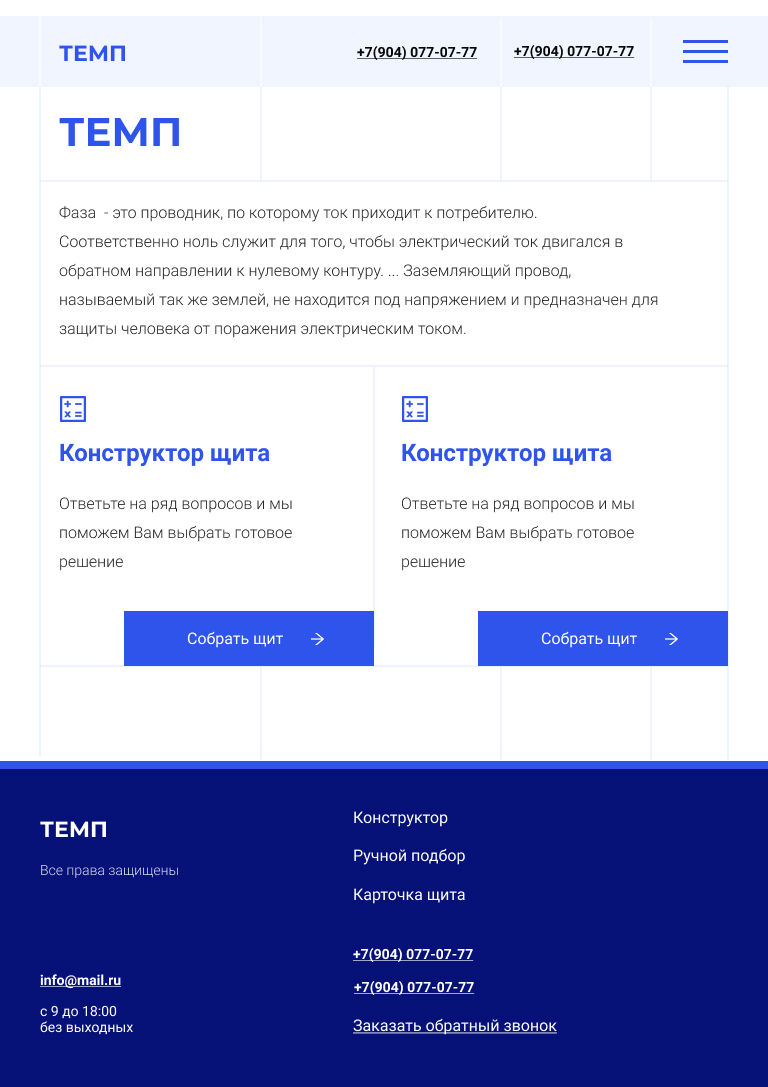 ТЕМП
+7(904) 077-07-77
+7(904) 077-07-77
ТЕМП
Фаза - это проводник, по которому ток приходит к потребителю.
Соответственно ноль служит для того, чтобы электрический ток двигался в
обратном направлении к нулевому контуру. ... Заземляющий провод,
называемый так же землей, не находится под напряжением и предназначен для
защиты человека от поражения электрическим током.
Конструктор щита
Ответьте на ряд вопросов и мы
поможем Вам выбрать готовое
решение
Собрать щит
Конструктор щита
Ответьте на ряд вопросов и мы
поможем Вам выбрать готовое
решение
Собрать щит
ТЕМП
Все права защищены
info@mail.ru
с 9 до 18:00
без выходных
Конструктор
Ручной подбор
Карточка щита
+7(904) 077-07-77
+7(904) 077-07-77
Заказать обратный звонок